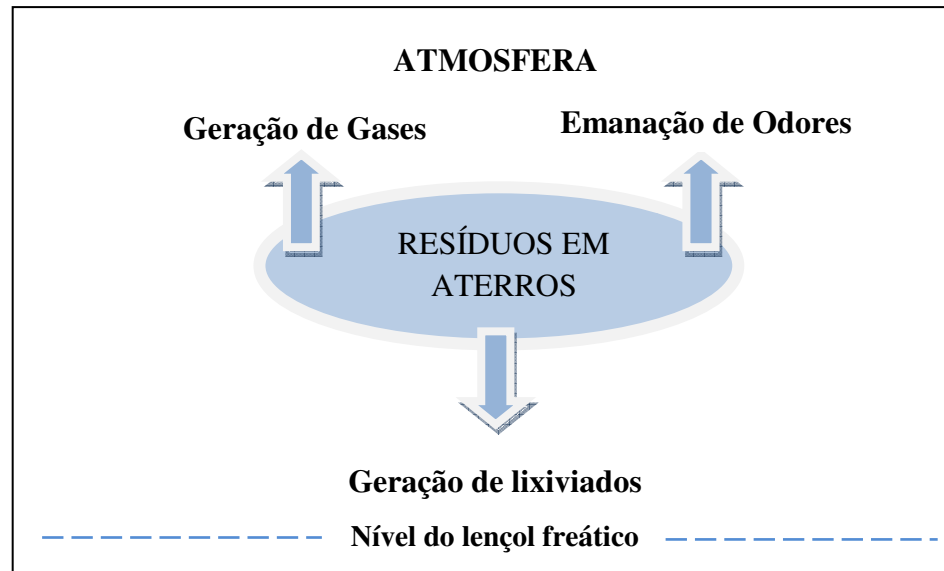 ATMOSFERA
Geração de Gases
Emanação de Odores
RESÍDUOS EM
ATERROS
Geração de lixiviados
Nível do lençol freático